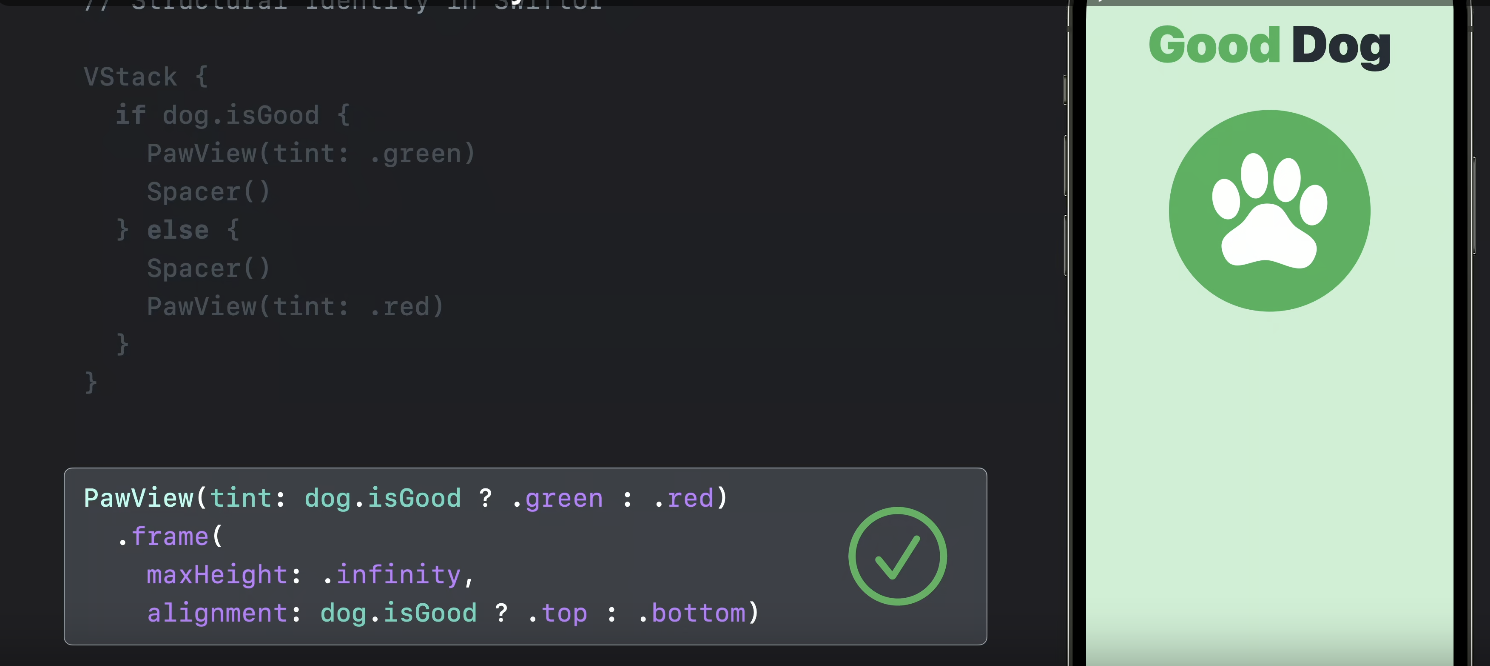 // Structural identity in SwiftUI
VStack {
if dog.isGood {
PawView(tint: .green)
Spacer()
} else {
Spacer()
PawView(tint: .red)
}
}
PawView(tint: dog.isGood ? .green : .red)
.frame(
maxHeight: .infinity,
alignment: dog.isGood ? .top : .bottom)
Good Dog